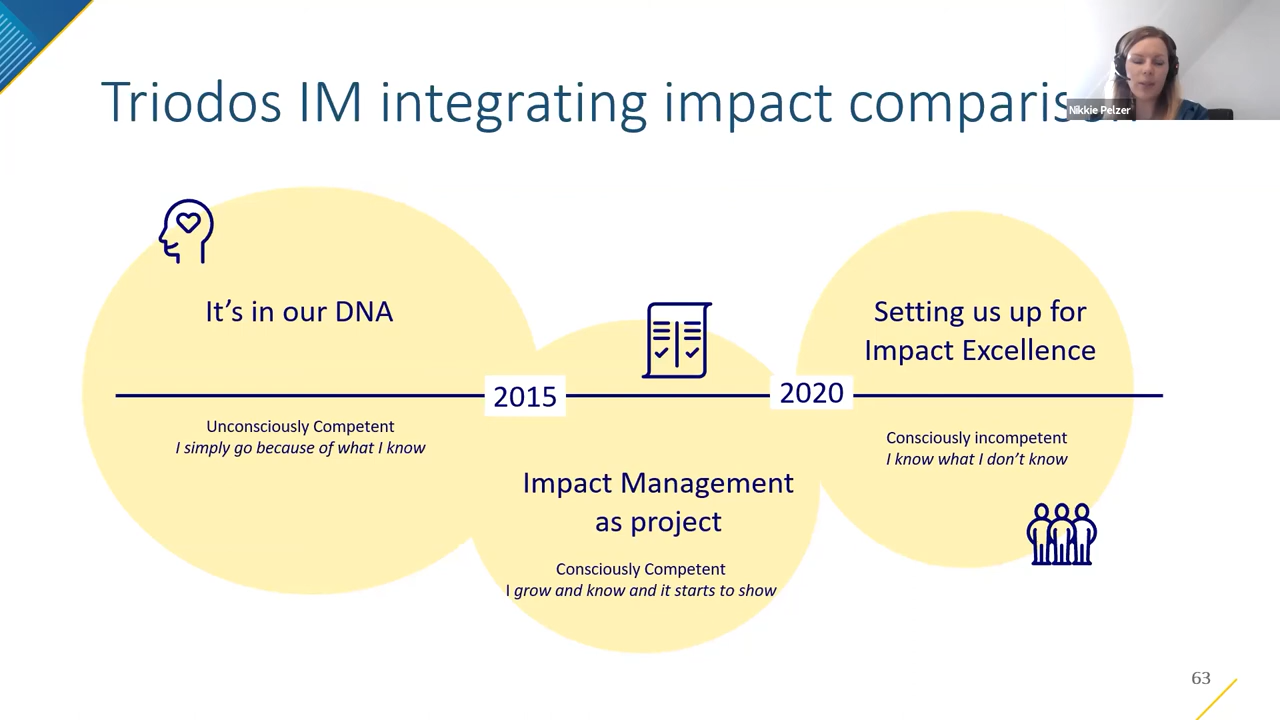 Triodos IM integrating impact comparison
Nikkie Pelzer
It's in our DNA
Unconsciously Competent
I simply go because of what I know
2015
Impact Management
as project
Consciously Competent
I grow and know and it starts to show
2020
Setting us up for
Impact Excellence
Consciously incompetent
I know what I don't know
63